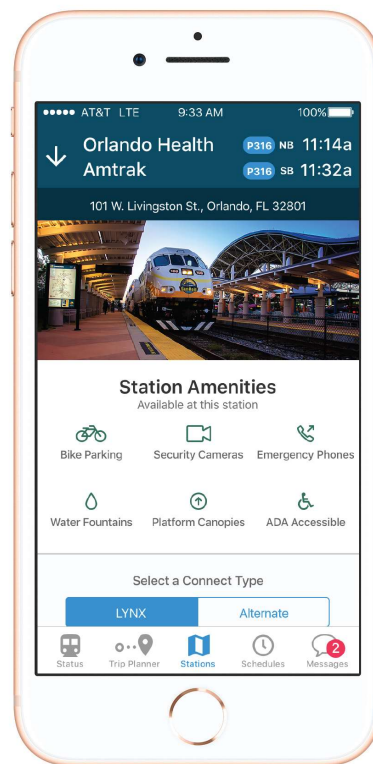 AT&T LTE 9:33 AM 100%
Orlando Health P316 NB 11:14a
Amtrak P316 SB 11:32a
101 W. Livingston St., Orlando, FL 32801
Station Amenities
Available at this station
Bike Parking Security Cameras Emergency Phones
Water Fountains Platform Canopies ADA Accessible
Select a Connect Type
LYNX Alternate
2
Status Trip Planner Stations Schedules Messages